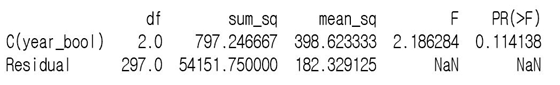 df sum_sq mean_sq F PR(>F)
C(year_bool) 2.0 797.246667 398.623333 2.186284 0.114138
Residual 297.0 54151.750000 182.329125 NaN NaN